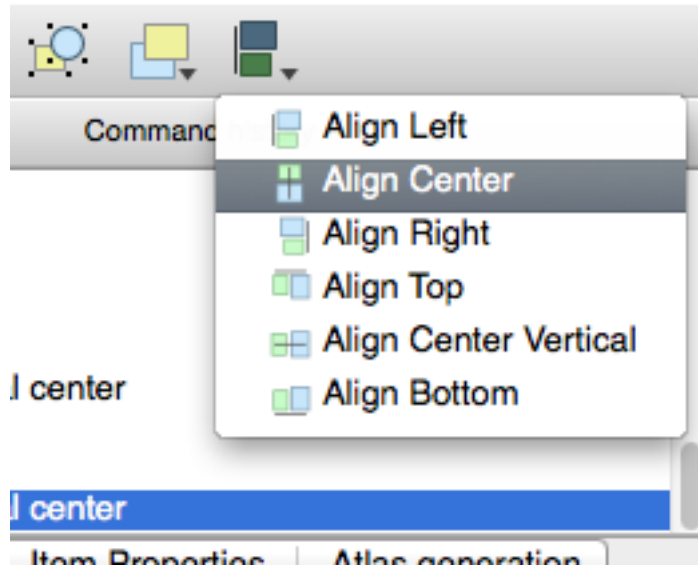 Command
Align Left
Align Center
Align Right
Align Top
Align Center Vertical
Align Bottom
l center
l center
Item Properties
Atlas generation